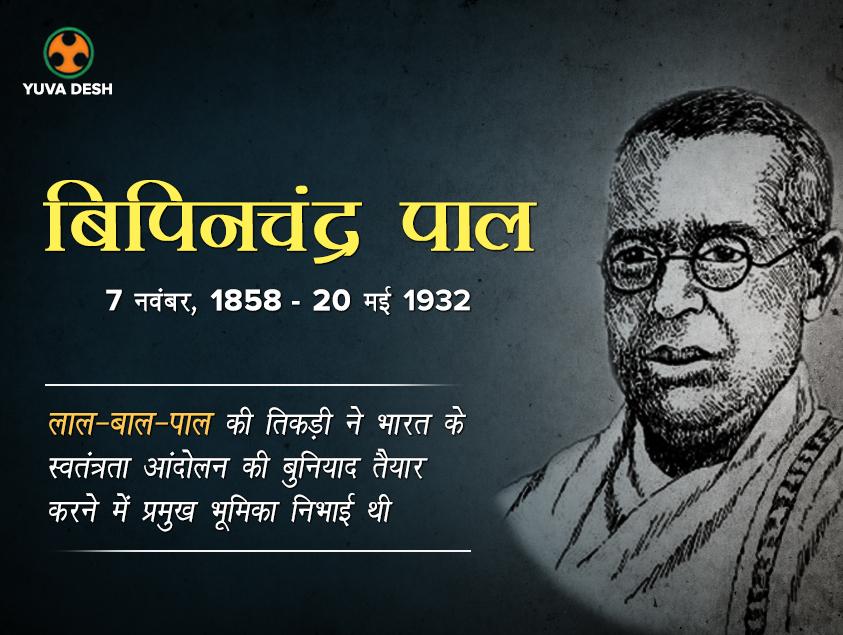 YUVA DESH
बिपिनचंद्र पाल
7 नवंबर, 1858 - 20 मई 1932
लाल-बाल-पाल की तिकड़ी ने भारत के
स्वतंत्रता आंदोलन की बुनियाद तैयार
करने में प्रमुख भूमिका निभाई थी